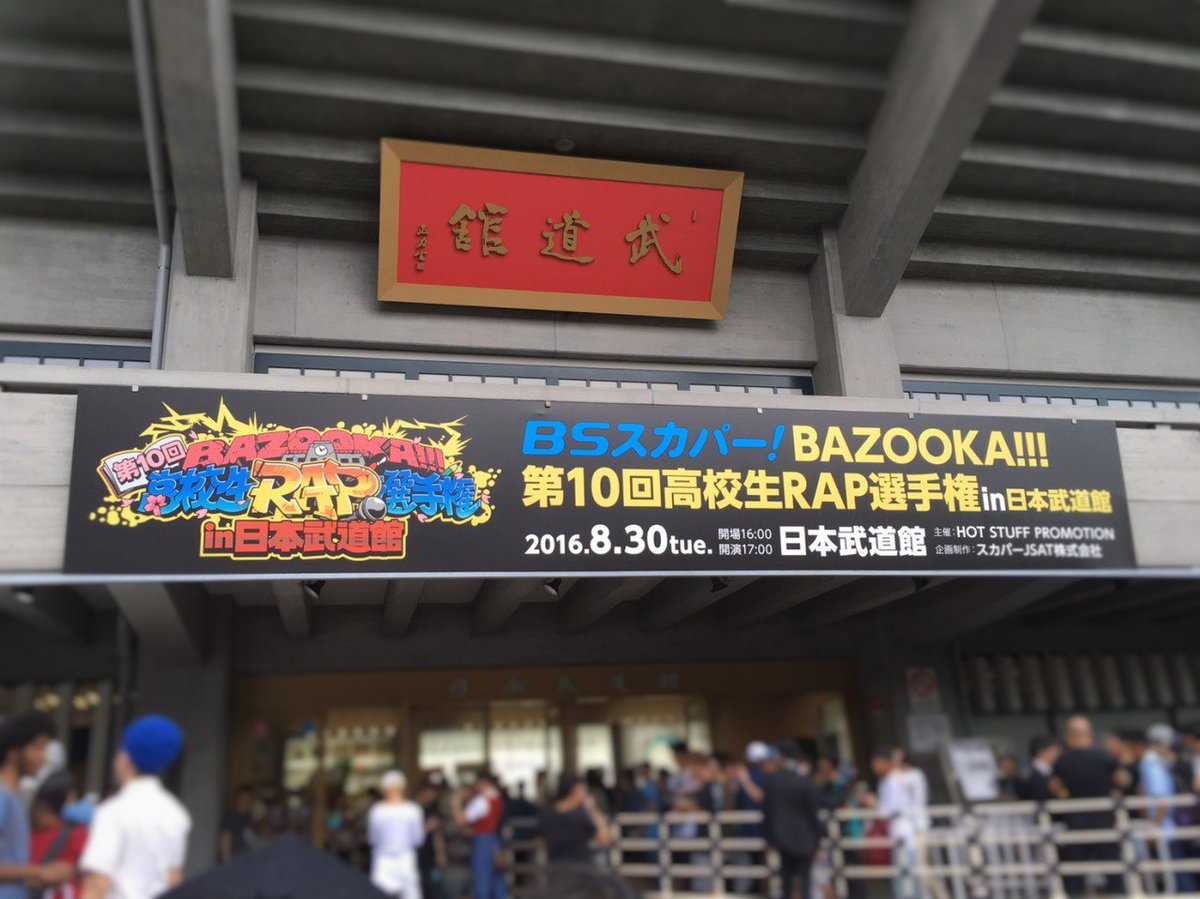 武道館
第10回
BAZOOKA!!!
高校生RAP選手権
in日本武道館
BSスカパー! BAZOOKA!!!
第10回高校生RAP選手権in日本武道館
2016.8.30tue. 開場16:00 開演17:00 日本武道館 主催:HOT STUFF PROMOTION
企画制作:スカパーJSAT株式会社